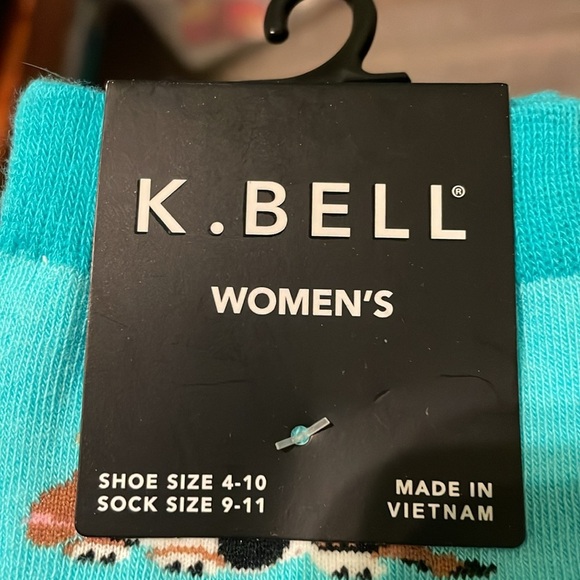 K.BELL®
WOMEN'S
SHOE SIZE 4-10
SOCK SIZE 9-11
MADE IN
VIETNAM